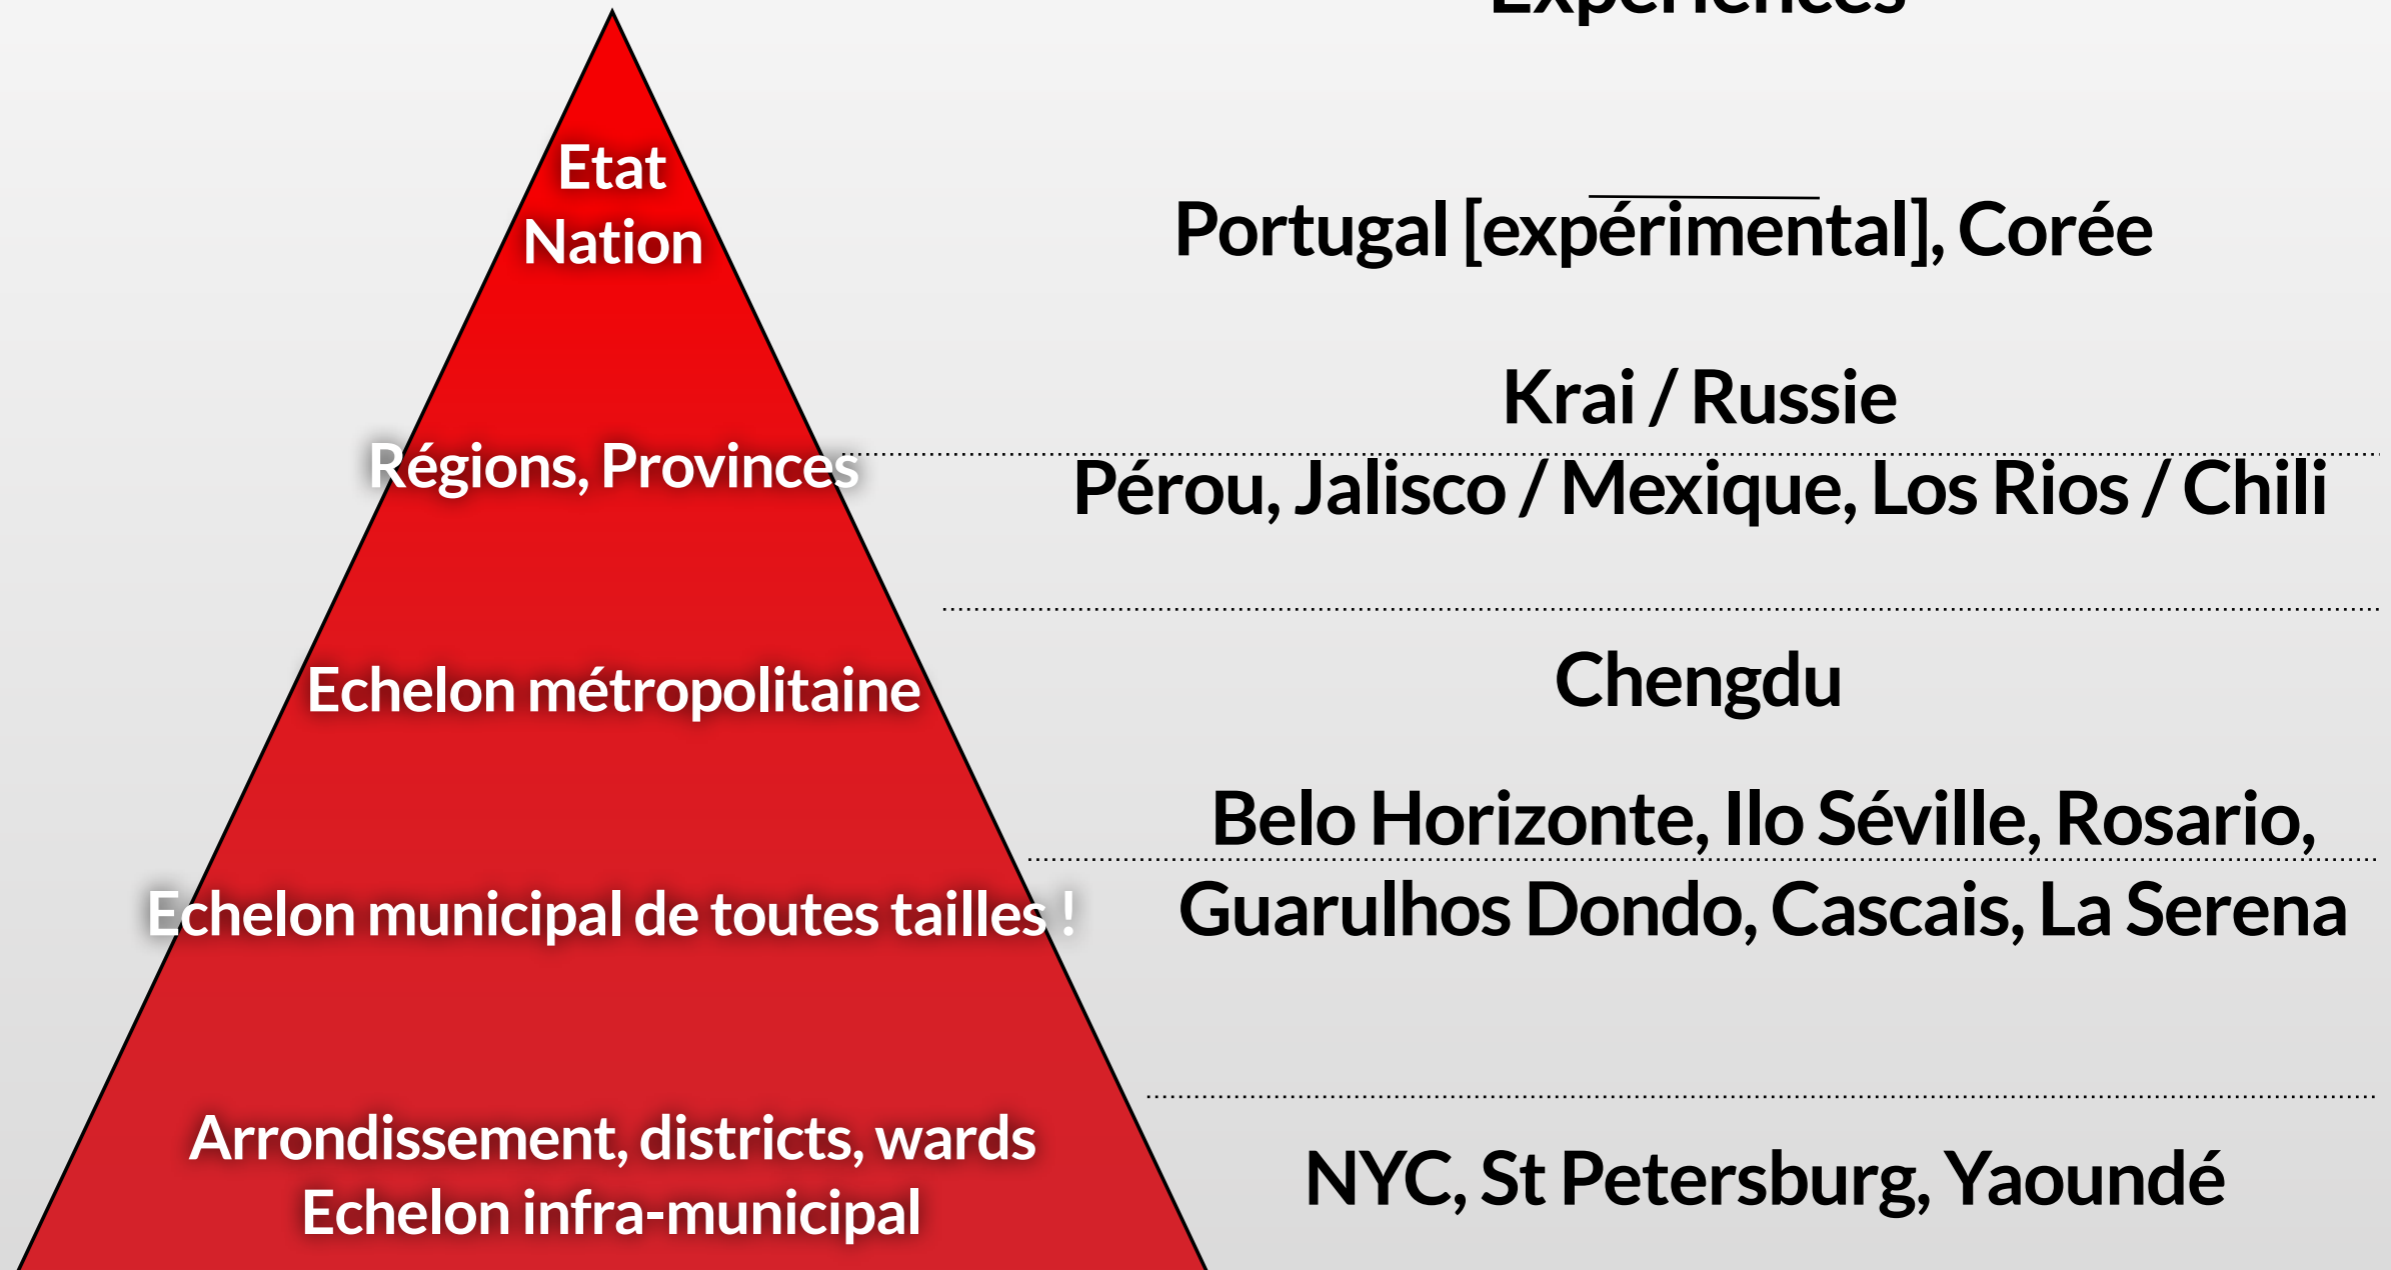 Expériences
Etat
Nation
Portugal [expérimental], Corée
Krai / Russie
Régions, Provinces
Pérou, Jalisco / Mexique, Los Rios / Chili
Echelon métropolitaine
Chengdu
Belo Horizonte, Ilo Séville, Rosario,
Echelon municipal de toutes tailles !
Guarulhos Dondo, Cascais, La Serena
Arrondissement, districts, wards
Echelon infra-municipal
NYC, St Petersburg, Yaoundé